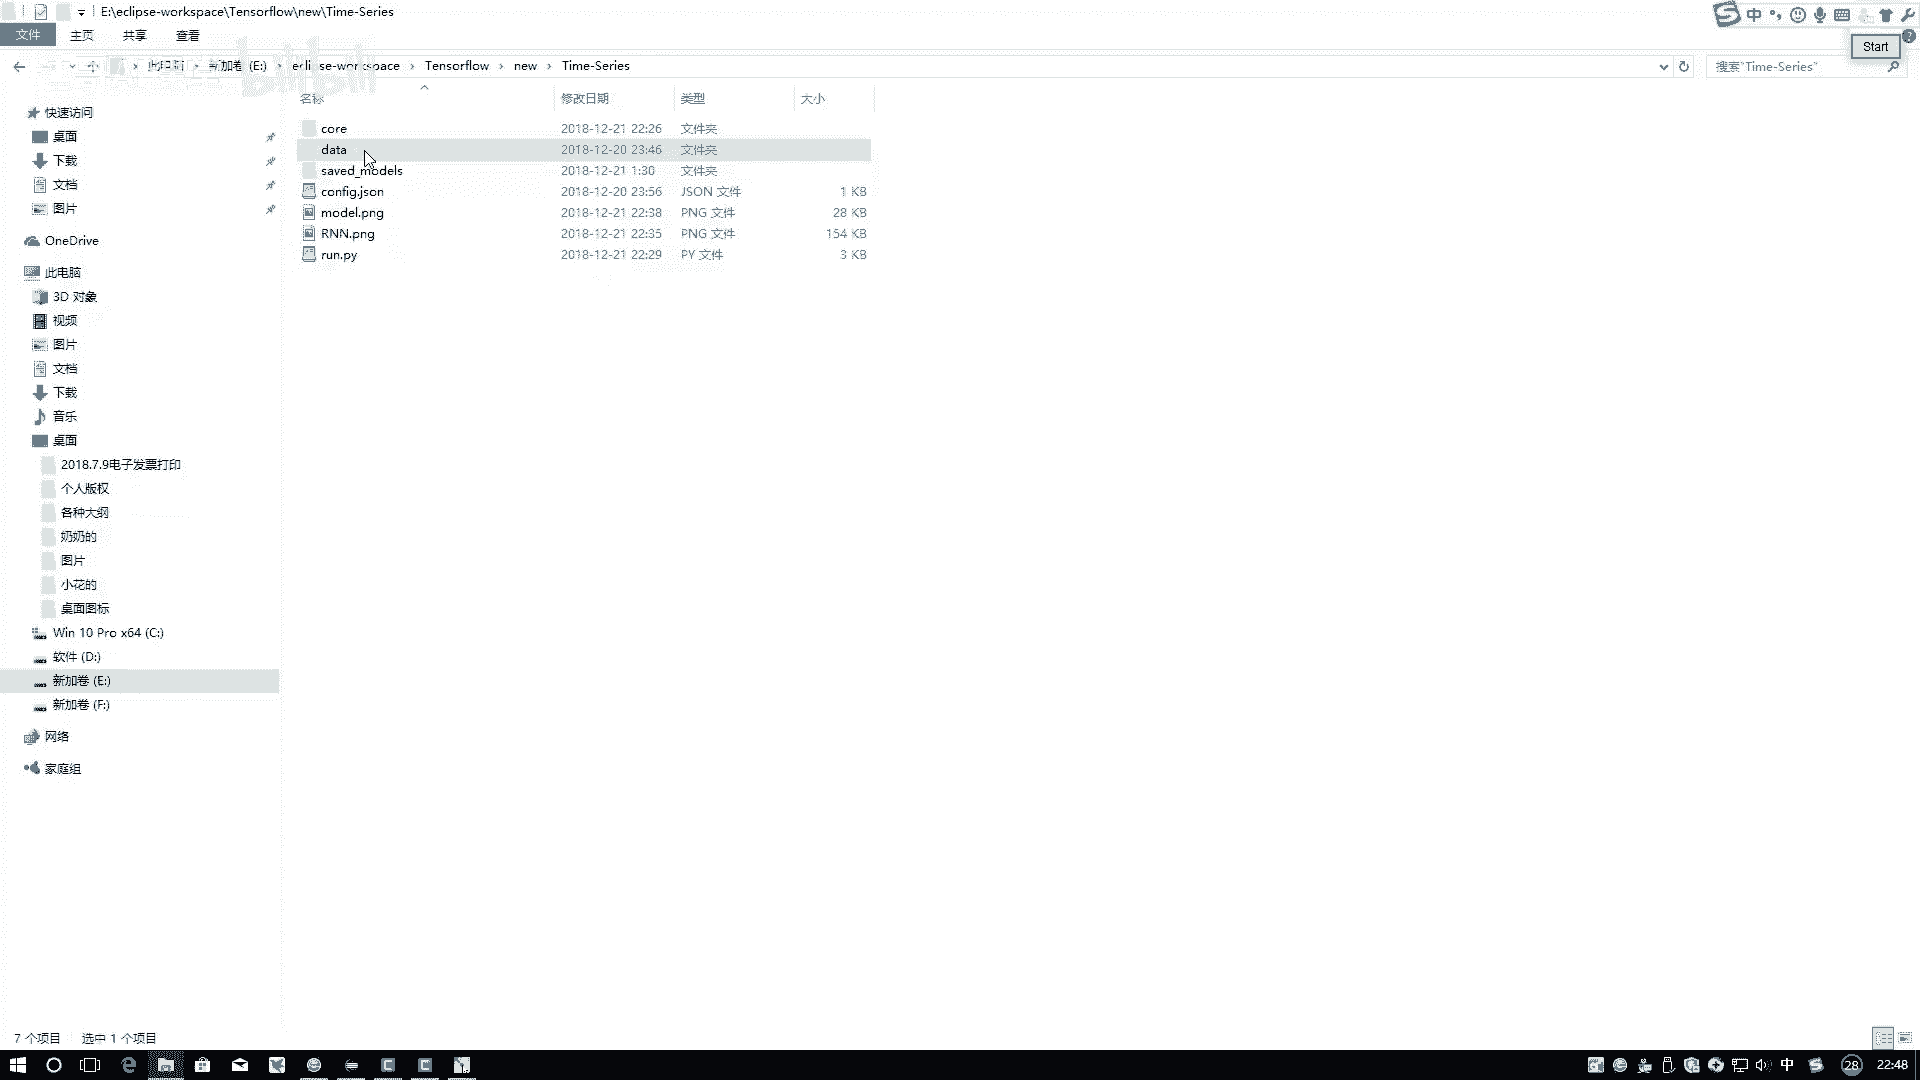 E:\eclipse-workspace\Tensorflow\new\Time-Series
中
文件 主页 共享 查看
Start
新加卷 (E:) › eclipse-workspace › Tensorflow › new › Time-Series
搜索"Time-Series"
名称 修改日期 类型 大小
快速访问
桌面
下载
文档
图片
OneDrive
此电脑
3D 对象
视频
图片
文档
下载
音乐
桌面
2018.7.9电子发票打印
个人版权
各种大纲
奶奶的
图片
小花的
桌面图标
Win 10 Pro x64 (C:)
软件 (D:)
新加卷 (E:)
新加卷 (F:)
网络
家庭组
core 2018-12-21 22:26 文件夹
data 2018-12-20 23:46 文件夹
saved_models 2018-12-21 1:30 文件夹
config.json 2018-12-20 23:56 JSON 文件 1 KB
model.png 2018-12-21 22:38 PNG 文件 28 KB
RNN.png 2018-12-21 22:35 PNG 文件 154 KB
run.py 2018-12-21 22:29 PY 文件 3 KB
7 个项目 选中 1 个项目
中 28 22:48